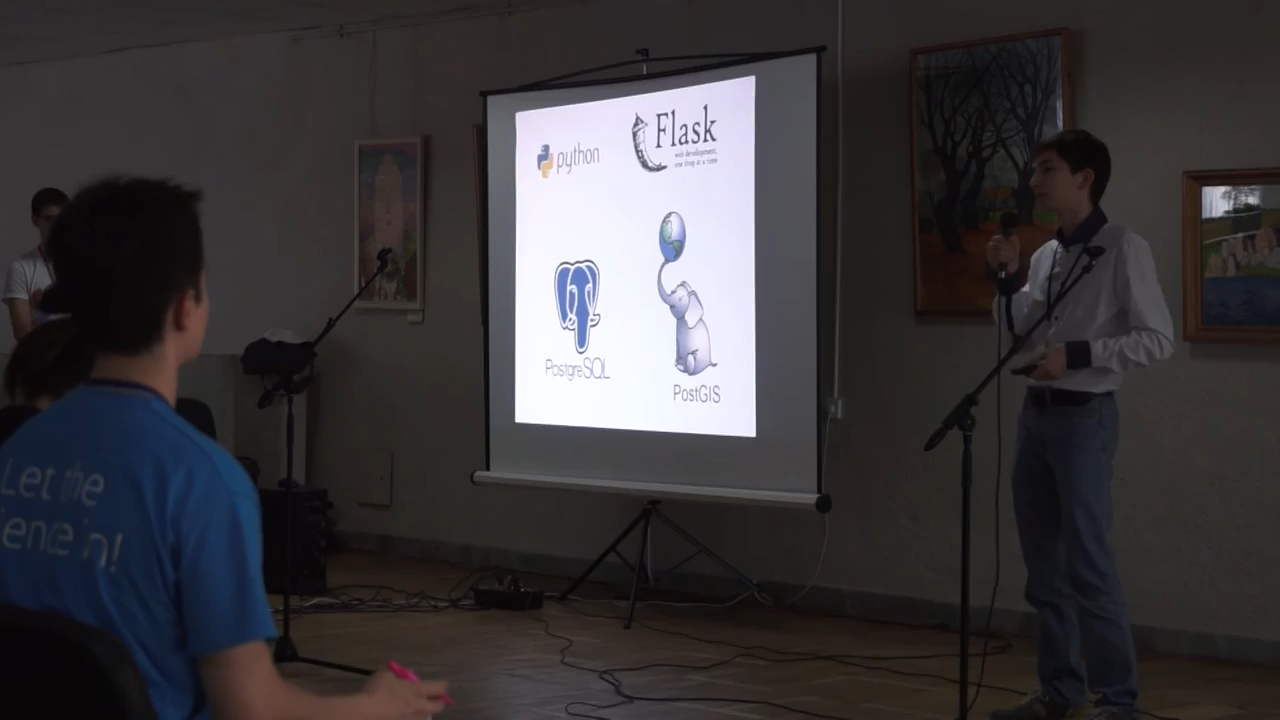 python
Flask
web development,
one drop at a time
PostgreSQL
PostGIS
Let the
ience in!